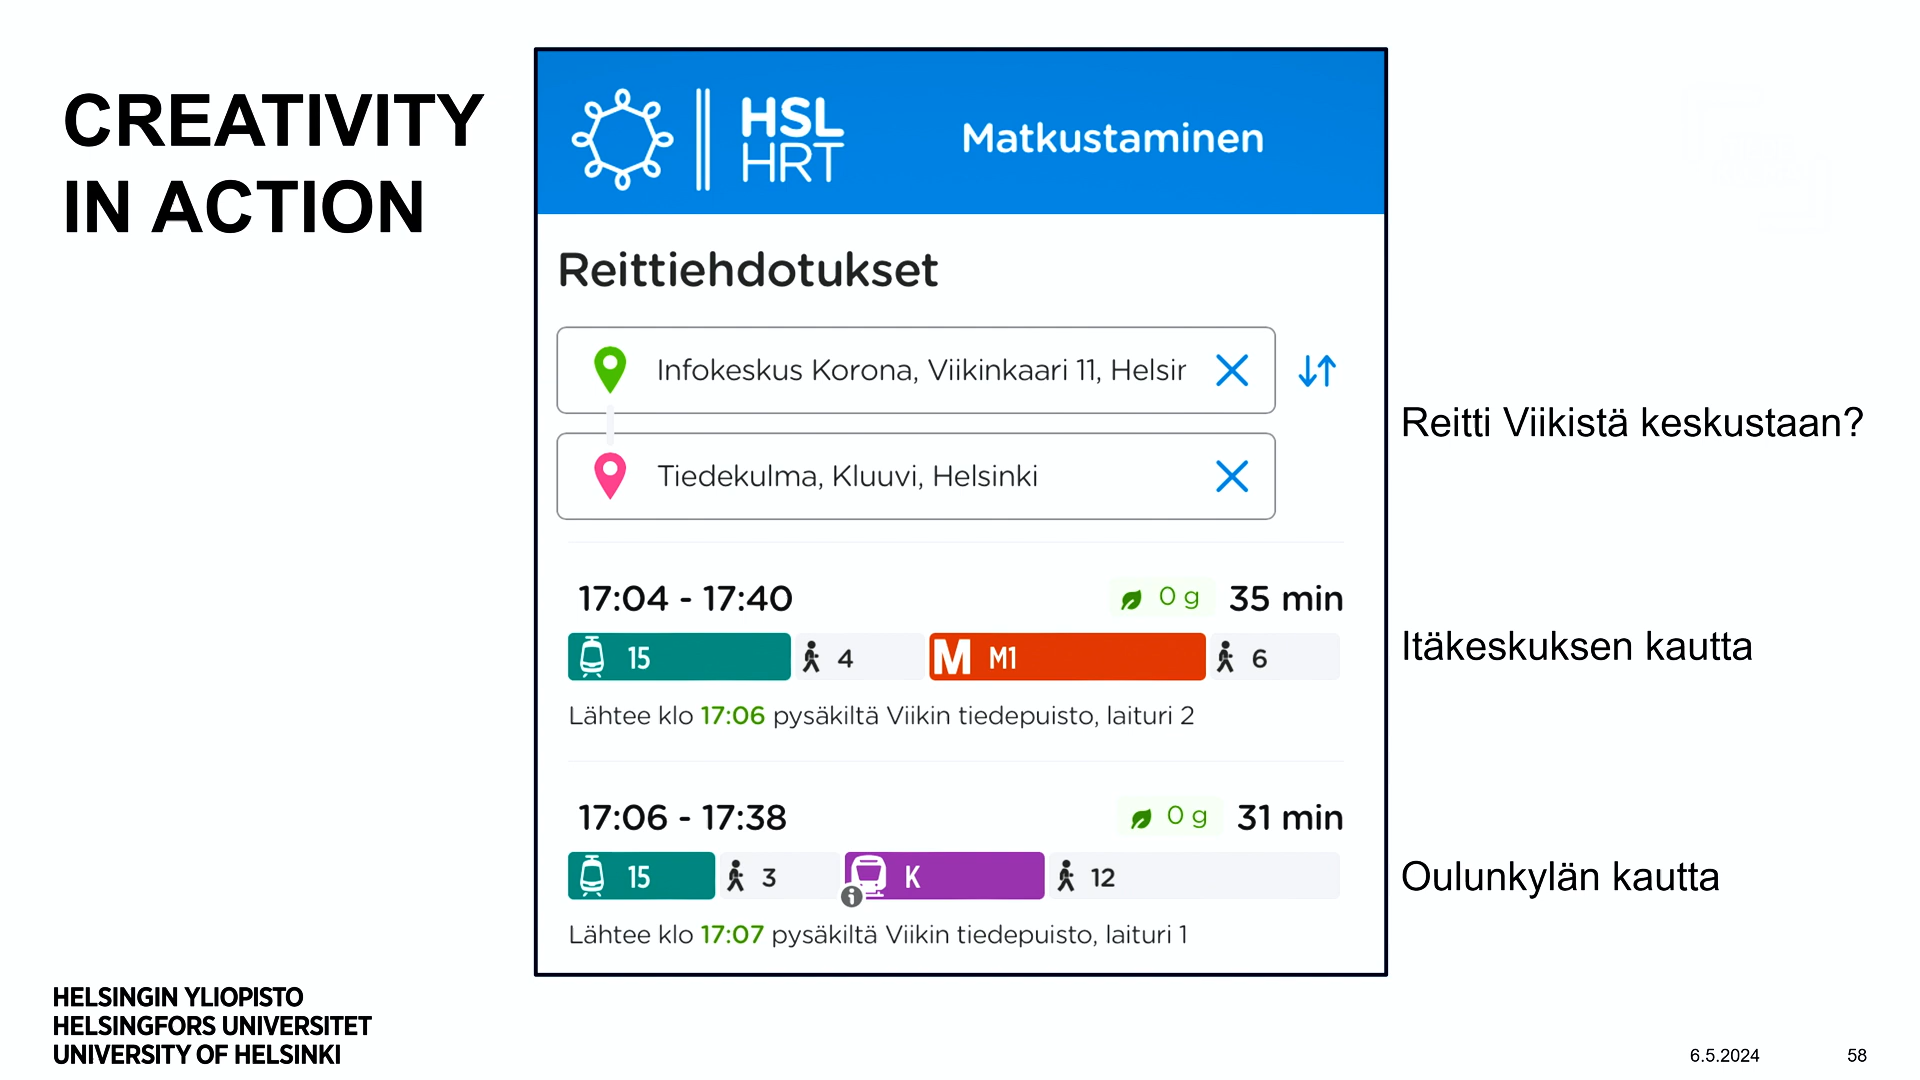 CREATIVITY
IN ACTION
HSL
HRT
Matkustaminen
Reittiehdotukset
Infokeskus Korona, Viikinkaari 11, Helsir
Tiedekulma, Kluuvi, Helsinki
Reitti Viikistä keskustaan?
17:04 - 17:40 0 g 35 min
15 4 M M1 6
Lähtee klo 17:06 pysäkiltä Viikin tiedepuisto, laituri 2
Itäkeskuksen kautta
17:06 - 17:38 0 g 31 min
15 3 i K 12
Lähtee klo 17:07 pysäkiltä Viikin tiedepuisto, laituri 1
Oulunkylän kautta
HELSINGIN YLIOPISTO
HELSINGFORS UNIVERSITET
UNIVERSITY OF HELSINKI
6.5.2024 58